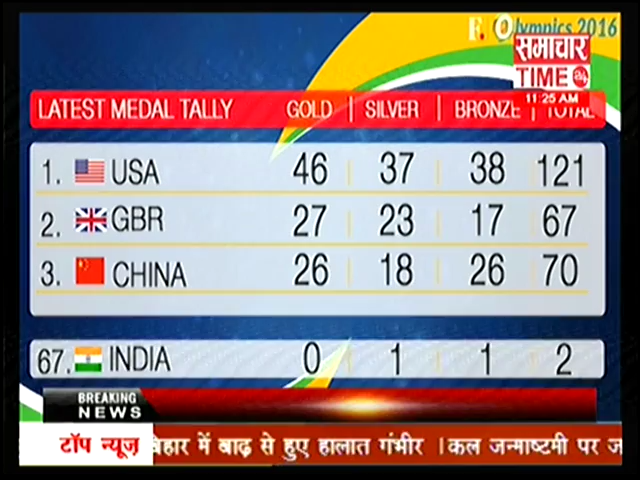 F. Olympics 2016
समाचार
TIME 24
11:25 AM
LATEST MEDAL TALLY GOLD SILVER BRONZE TOTAL
1. USA 46 37 38 121
2. GBR 27 23 17 67
3. CHINA 26 18 26 70
67. INDIA 0 1 1 2
BREAKING
NEWS
टॉप न्यूज़ बिहार में बाढ़ से हुए हालात गंभीर । कल जन्माष्टमी पर